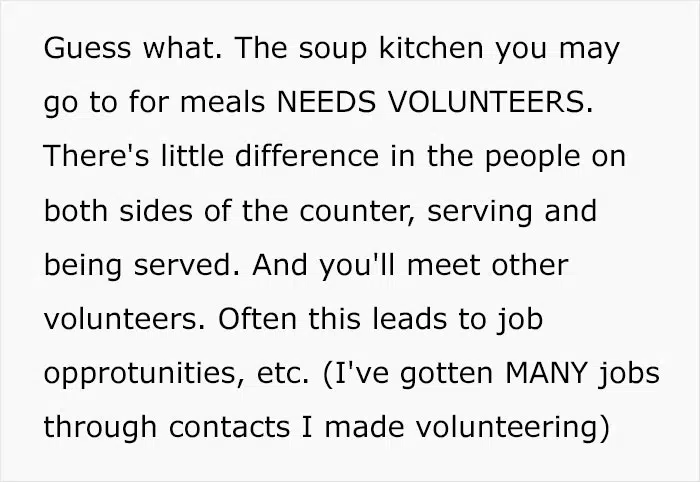 Guess what. The soup kitchen you may
go to for meals NEEDS VOLUNTEERS.
There's little difference in the people on
both sides of the counter, serving and
being served. And you'll meet other
volunteers. Often this leads to job
opprotunities, etc. (I've gotten MANY jobs
through contacts I made volunteering)